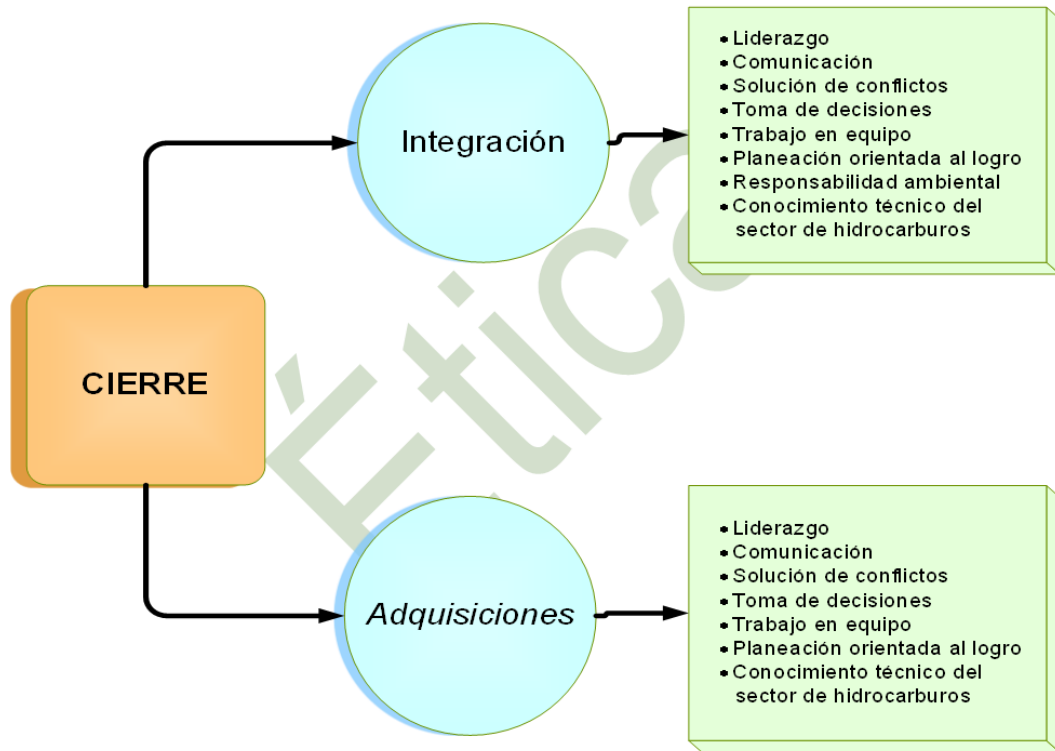 CIERRE
Integración
• Liderazgo
• Comunicación
• Solución de conflictos
• Toma de decisiones
• Trabajo en equipo
• Planeación orientada al logro
• Responsabilidad ambiental
• Conocimiento técnico del
sector de hidrocarburos
Ética
Adquisiciones
• Liderazgo
• Comunicación
• Solución de conflictos
• Toma de decisiones
• Trabajo en equipo
• Planeación orientada al logro
• Conocimiento técnico del
sector de hidrocarburos